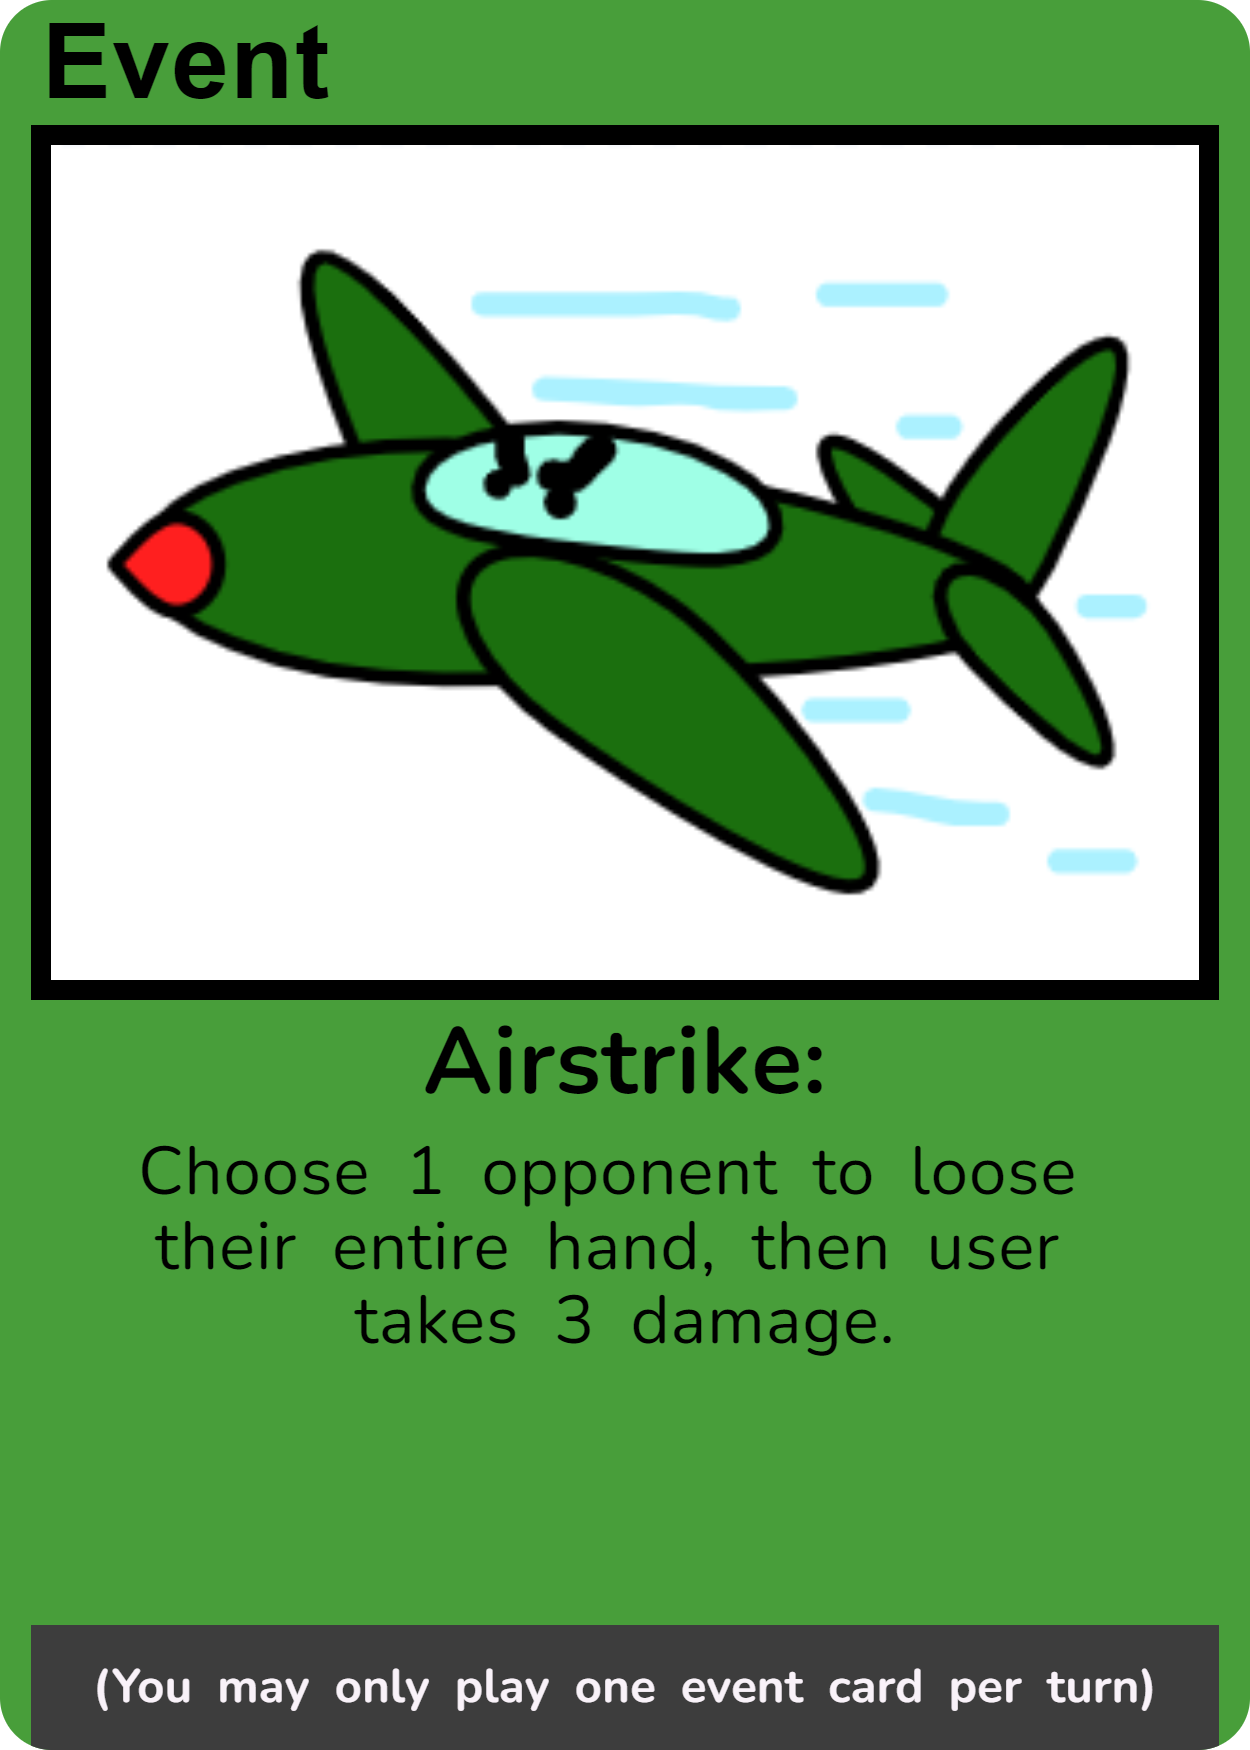 Event
Airstrike:
Choose 1 opponent to loose
their entire hand, then user
takes 3 damage.
(You may only play one event card per turn)